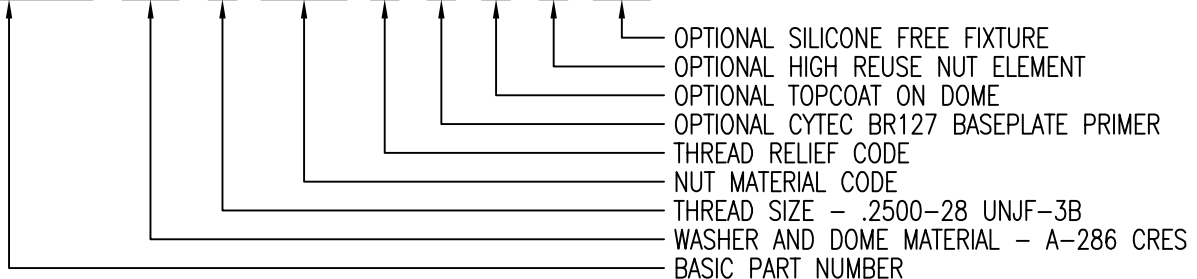 OPTIONAL SILICONE FREE FIXTURE
OPTIONAL HIGH REUSE NUT ELEMENT
OPTIONAL TOPCOAT ON DOME
OPTIONAL CYTEC BR127 BASEPLATE PRIMER
THREAD RELIEF CODE
NUT MATERIAL CODE
THREAD SIZE – .2500–28 UNJF–3B
WASHER AND DOME MATERIAL – A–286 CRES
BASIC PART NUMBER